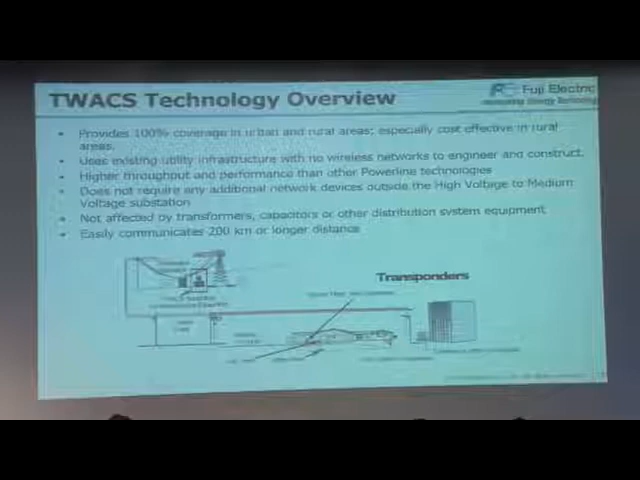 TWACS Technology Overview
Fuji Electric
Innovating Energy Technology
• Provides 100% coverage in urban and rural areas; especially cost effective in rural
areas.
• Uses existing utility infrastructure with no wireless networks to engineer and construct.
• Higher throughput and performance than other Powerline technologies
• Does not require any additional network devices outside the High Voltage to Medium
Voltage substation
• Not affected by transformers, capacitors or other distribution system equipment
• Easily communicates 200 km or longer distance
Transponders